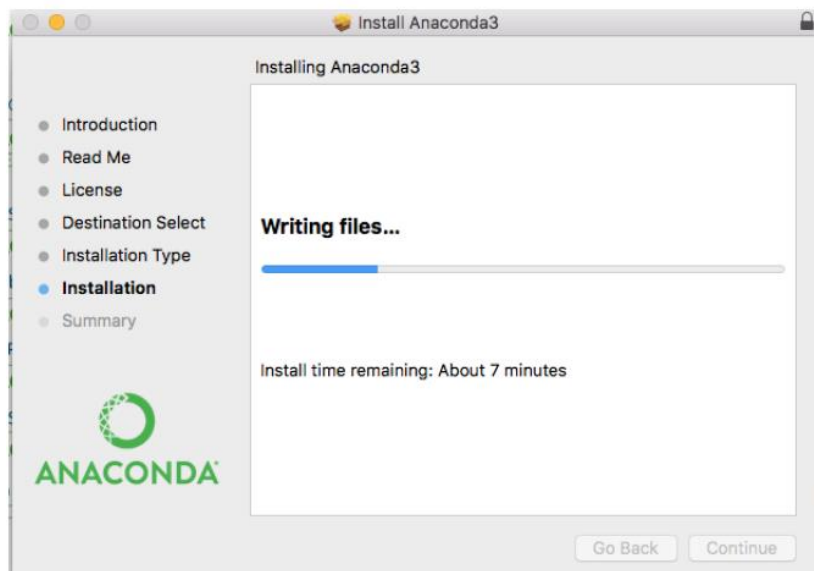 Install Anaconda3
Installing Anaconda3
Introduction
Read Me
License
Destination Select
Installation Type
Installation
Summary
Writing files...
Install time remaining: About 7 minutes
ANACONDA
Go Back
Continue